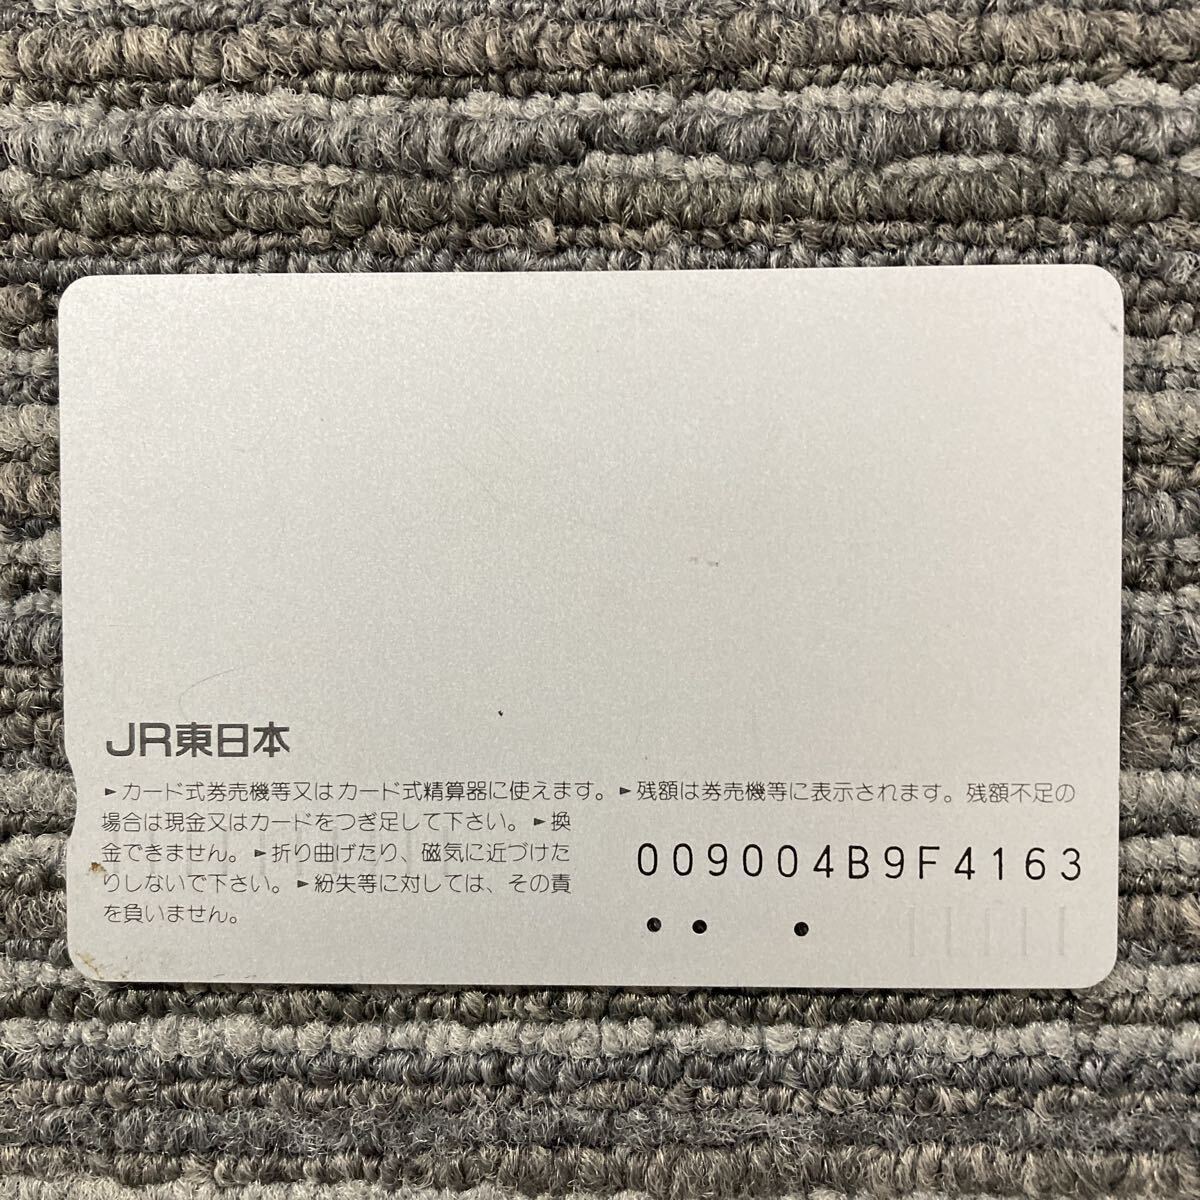 JR東日本
►カード式券売機等又はカード式精算器に使えます。►残額は券売機等に表示されます。残額不足の
場合は現金又はカードをつぎ足して下さい。►換
金できません。►折り曲げたり、磁気に近づけた
りしないで下さい。►紛失等に対しては、その責
を負いません。
009004B9F4163